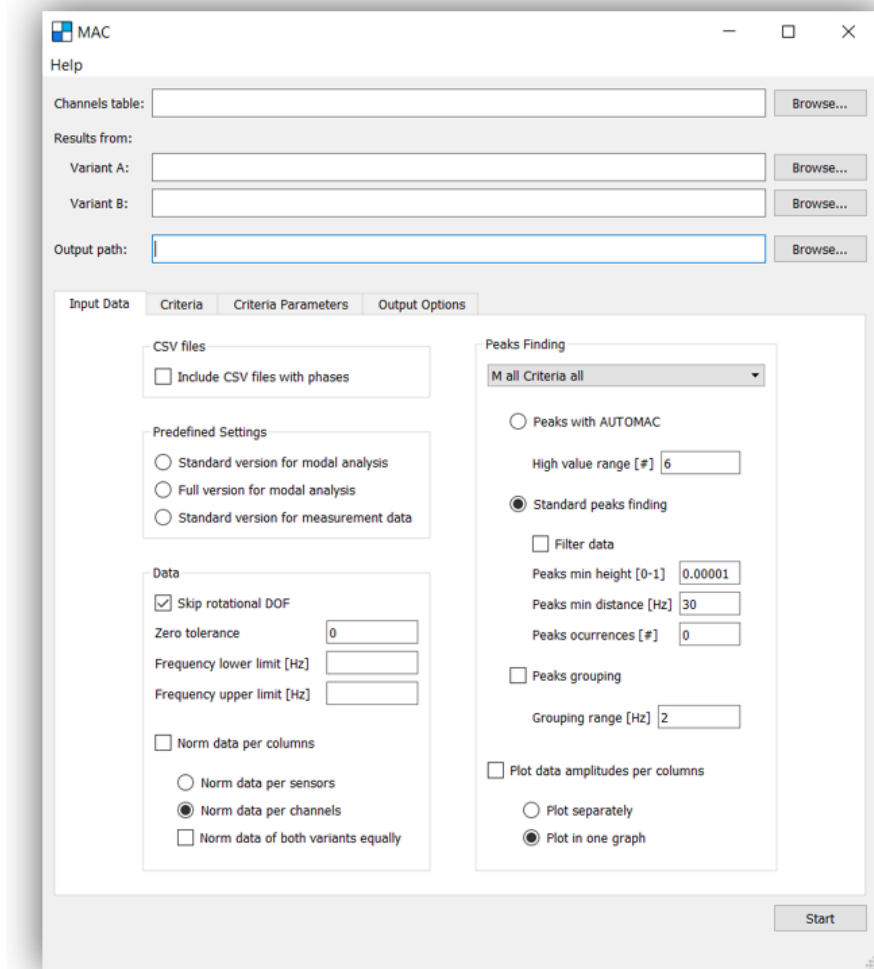 MAC
Help
Channels table:
Browse...
Results from:
Variant A:
Browse...
Variant B:
Browse...
Output path:
Browse...
Input Data
Criteria
Criteria Parameters
Output Options
CSV files
Include CSV files with phases
Predefined Settings
Standard version for modal analysis
Full version for modal analysis
Standard version for measurement data
Data
Skip rotational DOF
Zero tolerance 0
Frequency lower limit [Hz]
Frequency upper limit [Hz]
Norm data per columns
Norm data per sensors
Norm data per channels
Norm data of both variants equally
Peaks Finding
M all Criteria all
Peaks with AUTOMAC
High value range [#] 6
Standard peaks finding
Filter data
Peaks min height [0-1] 0.00001
Peaks min distance [Hz] 30
Peaks ocurrences [#] 0
Peaks grouping
Grouping range [Hz] 2
Plot data amplitudes per columns
Plot separately
Plot in one graph
Start